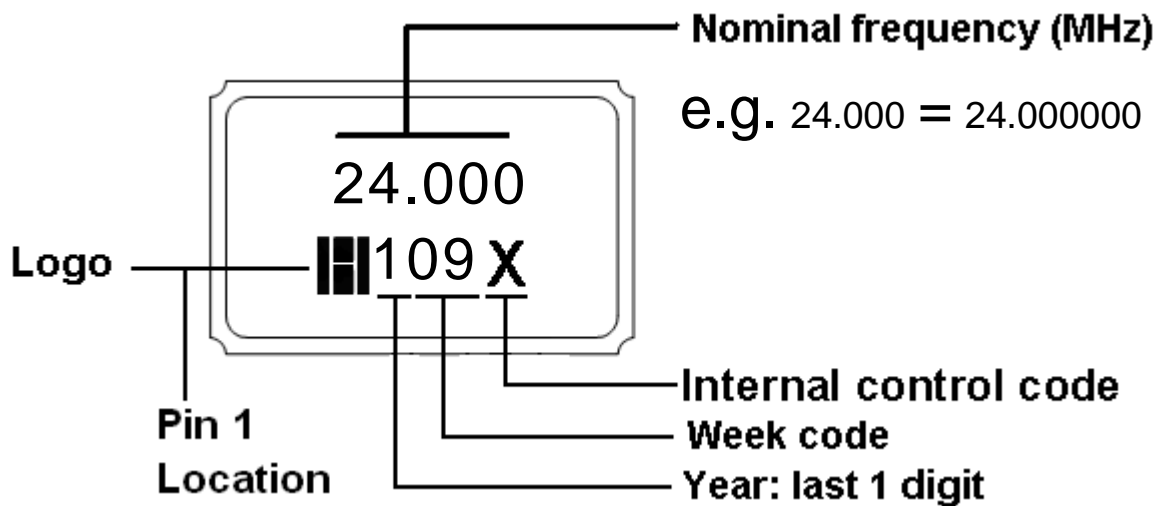 Nominal frequency (MHz)
e.g. 24.000 = 24.000000
24.000
109 X
Logo
Pin 1
Location
Internal control code
Week code
Year: last 1 digit